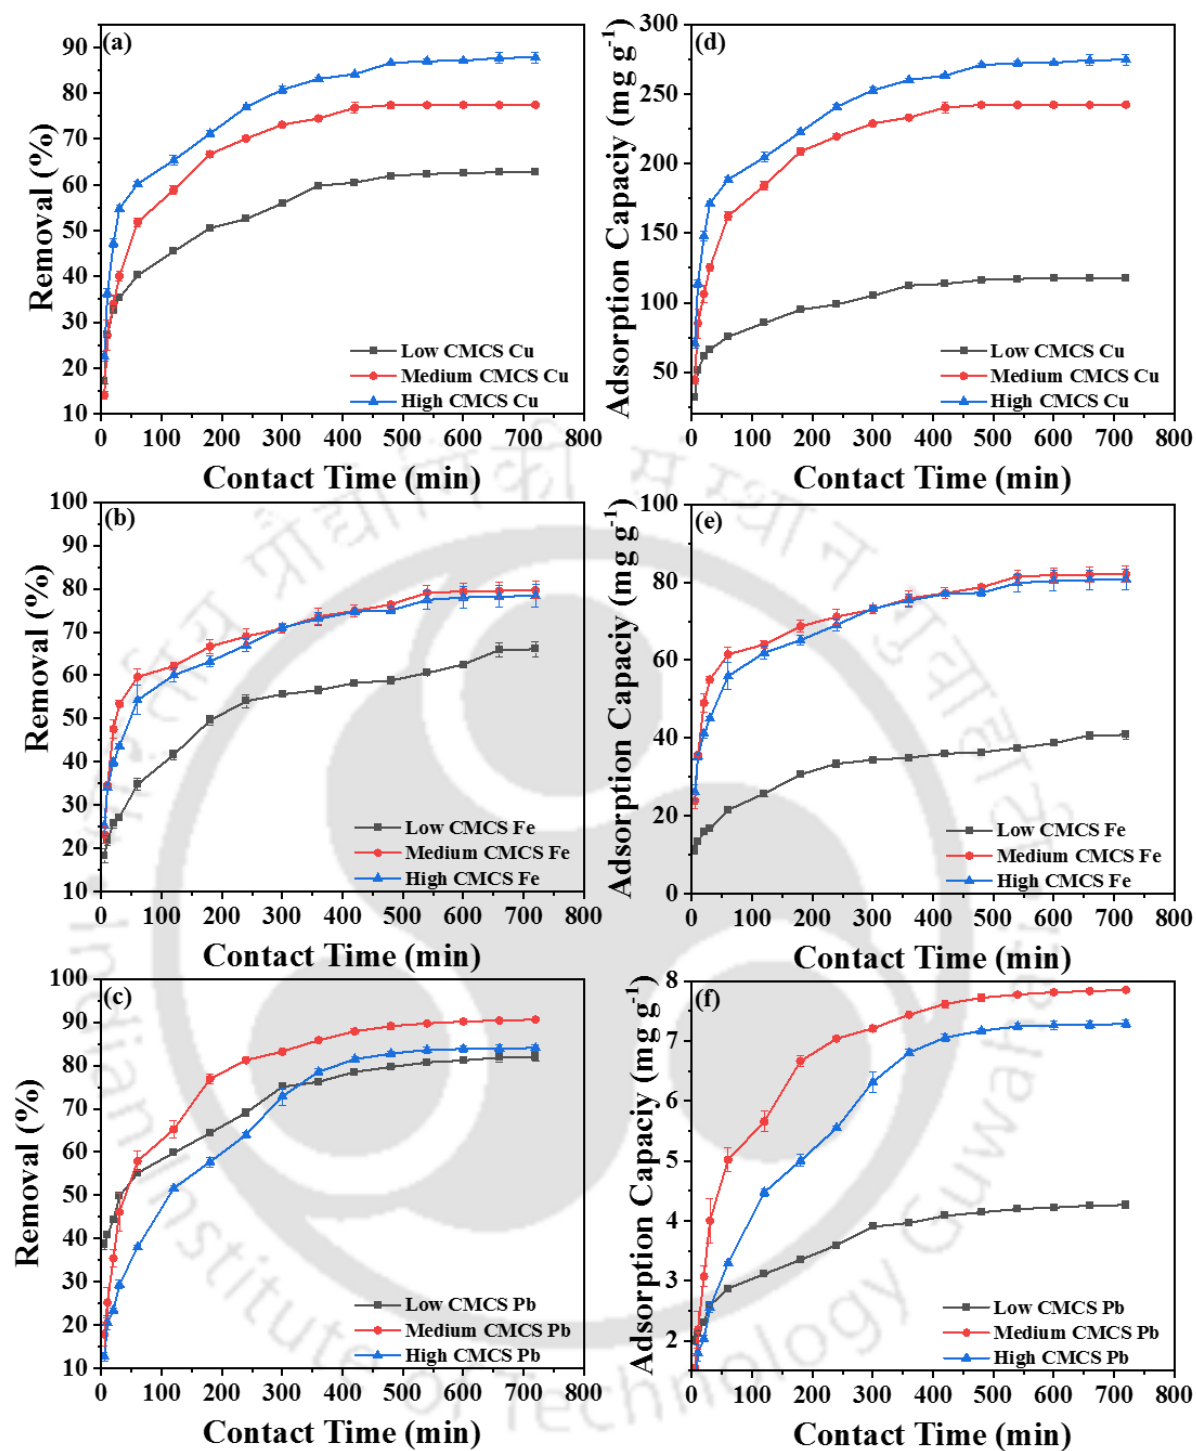 (a)
Removal (%)
90
80
70
60
50
40
30
20
10
Low CMCS Cu
Medium CMCS Cu
High CMCS Cu
0 100 200 300 400 500 600 700 800
Contact Time (min)
(d)
Adsorption Capaciy (mg g⁻¹)
300
250
200
150
100
50
Low CMCS Cu
Medium CMCS Cu
High CMCS Cu
0 100 200 300 400 500 600 700 800
Contact Time (min)
(b)
Removal (%)
100
90
80
70
60
50
40
30
20
10
Low CMCS Fe
Medium CMCS Fe
High CMCS Fe
0 100 200 300 400 500 600 700 800
Contact Time (min)
(e)
Adsorption Capaciy (mg g⁻¹)
100
80
60
40
20
0
Low CMCS Fe
Medium CMCS Fe
High CMCS Fe
0 100 200 300 400 500 600 700 800
Contact Time (min)
(c)
Removal (%)
100
90
80
70
60
50
40
30
20
10
Low CMCS Pb
Medium CMCS Pb
High CMCS Pb
0 100 200 300 400 500 600 700 800
Contact Time (min)
(f)
Adsorption Capaciy (mg g⁻¹)
8
7
6
5
4
3
2
Low CMCS Pb
Medium CMCS Pb
High CMCS Pb
0 100 200 300 400 500 600 700 800
Contact Time (min)
Indian Institute of Technology Guwahati